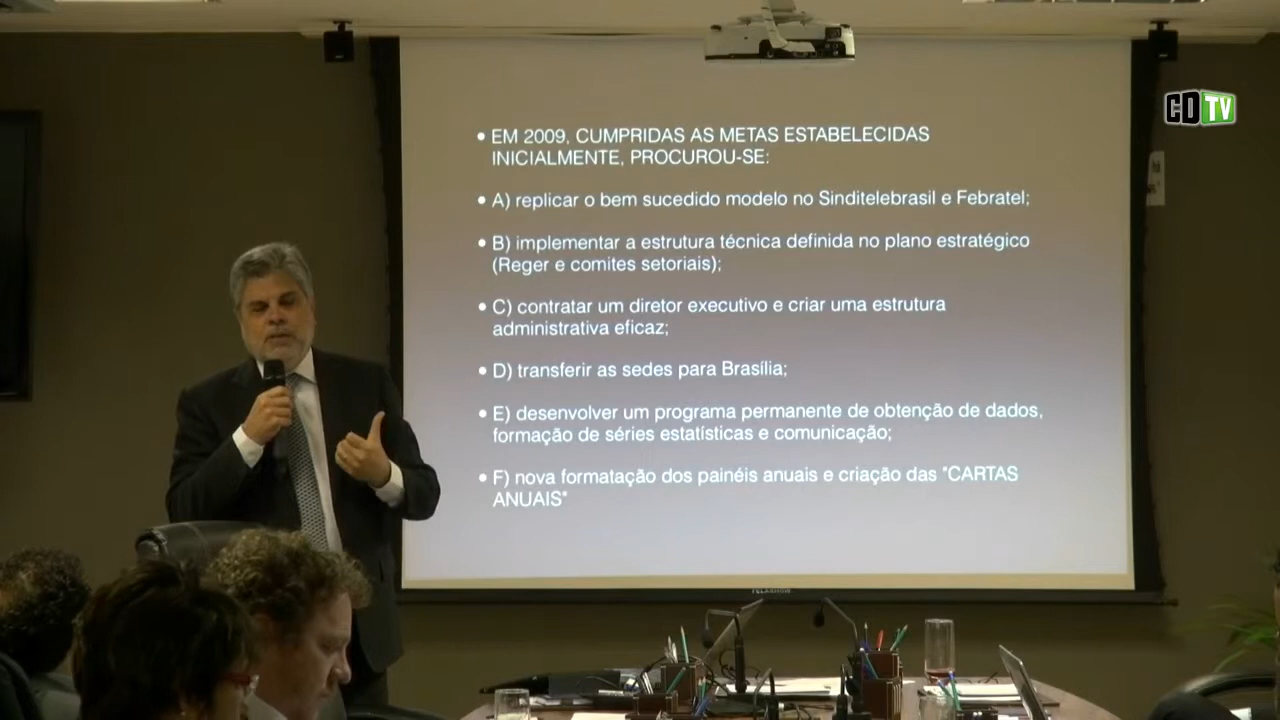 CDTV
• EM 2009, CUMPRIDAS AS METAS ESTABELECIDAS
INICIALMENTE, PROCUROU-SE:
• A) replicar o bem sucedido modelo no Sinditelebrasil e Febratel;
• B) implementar a estrutura técnica definida no plano estratégico
(Reger e comites setoriais);
• C) contratar um diretor executivo e criar uma estrutura
administrativa eficaz;
• D) transferir as sedes para Brasília;
• E) desenvolver um programa permanente de obtenção de dados,
formação de séries estatísticas e comunicação;
• F) nova formatação dos painéis anuais e criação das "CARTAS
ANUAIS"